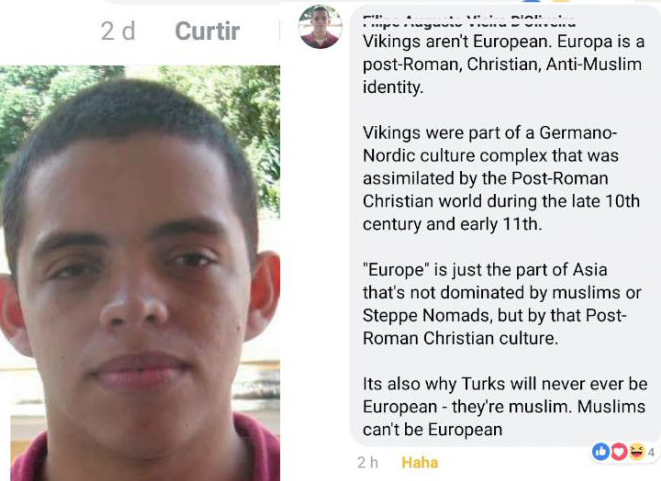 2 d Curtir
Filipe Augusto Vieira D'Oliveira
Vikings aren't European. Europa is a
post-Roman, Christian, Anti-Muslim
identity.
Vikings were part of a Germano-
Nordic culture complex that was
assimilated by the Post-Roman
Christian world during the late 10th
century and early 11th.
"Europe" is just the part of Asia
that's not dominated by muslims or
Steppe Nomads, but by that Post-
Roman Christian culture.
Its also why Turks will never ever be
European - they're muslim. Muslims
can't be European
4
2 h Haha